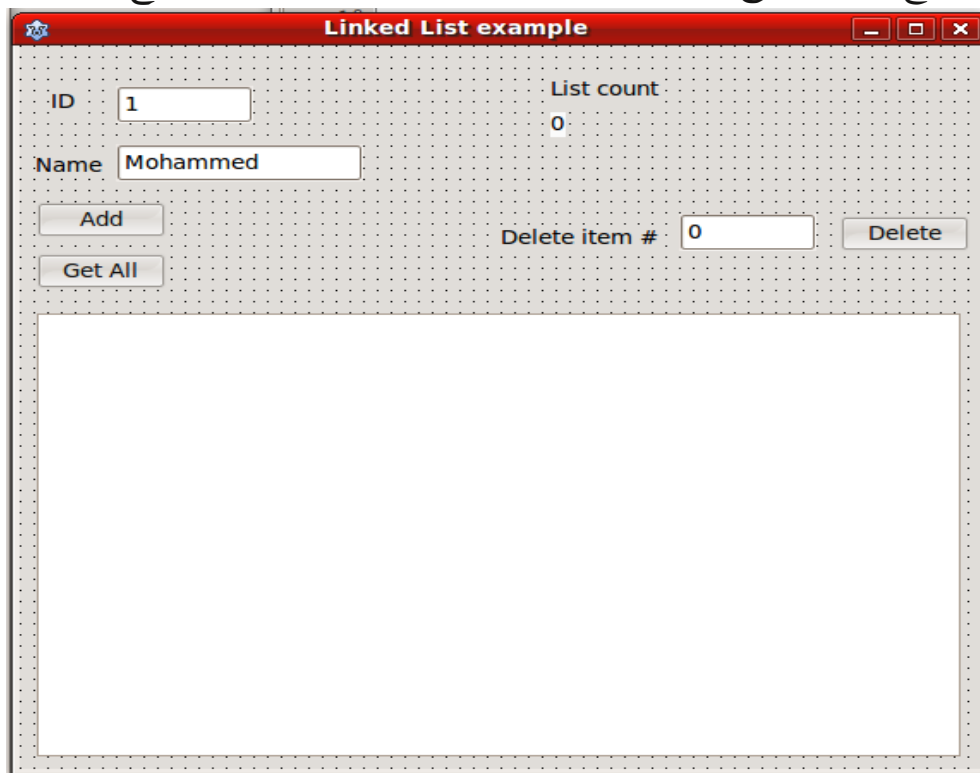 Linked List example
ID 1
List count
0
Name Mohammed
Add
Delete item # 0 Delete
Get All